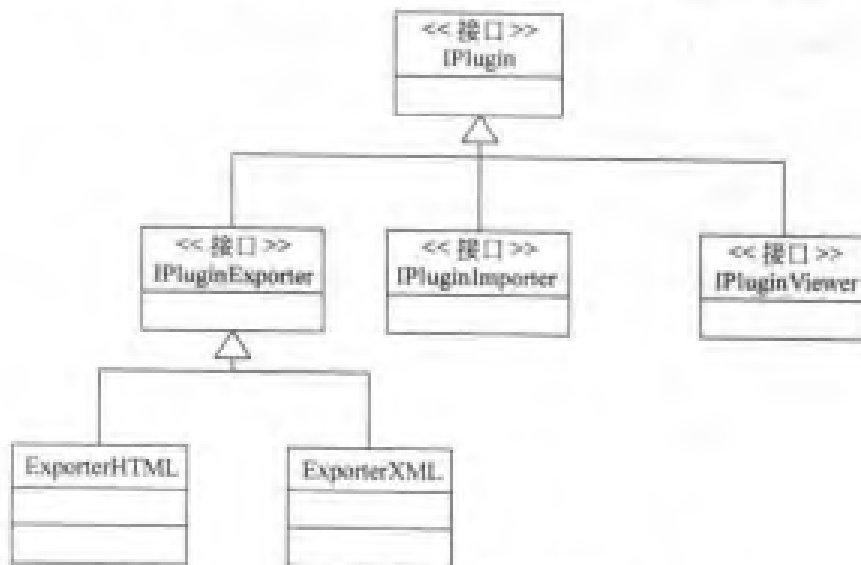 << 接口 >>
IPlugin
<< 接口 >>
IPluginExporter
<< 接口 >>
IPluginImporter
<< 接口 >>
IPluginViewer
ExporterHTML
ExporterXML